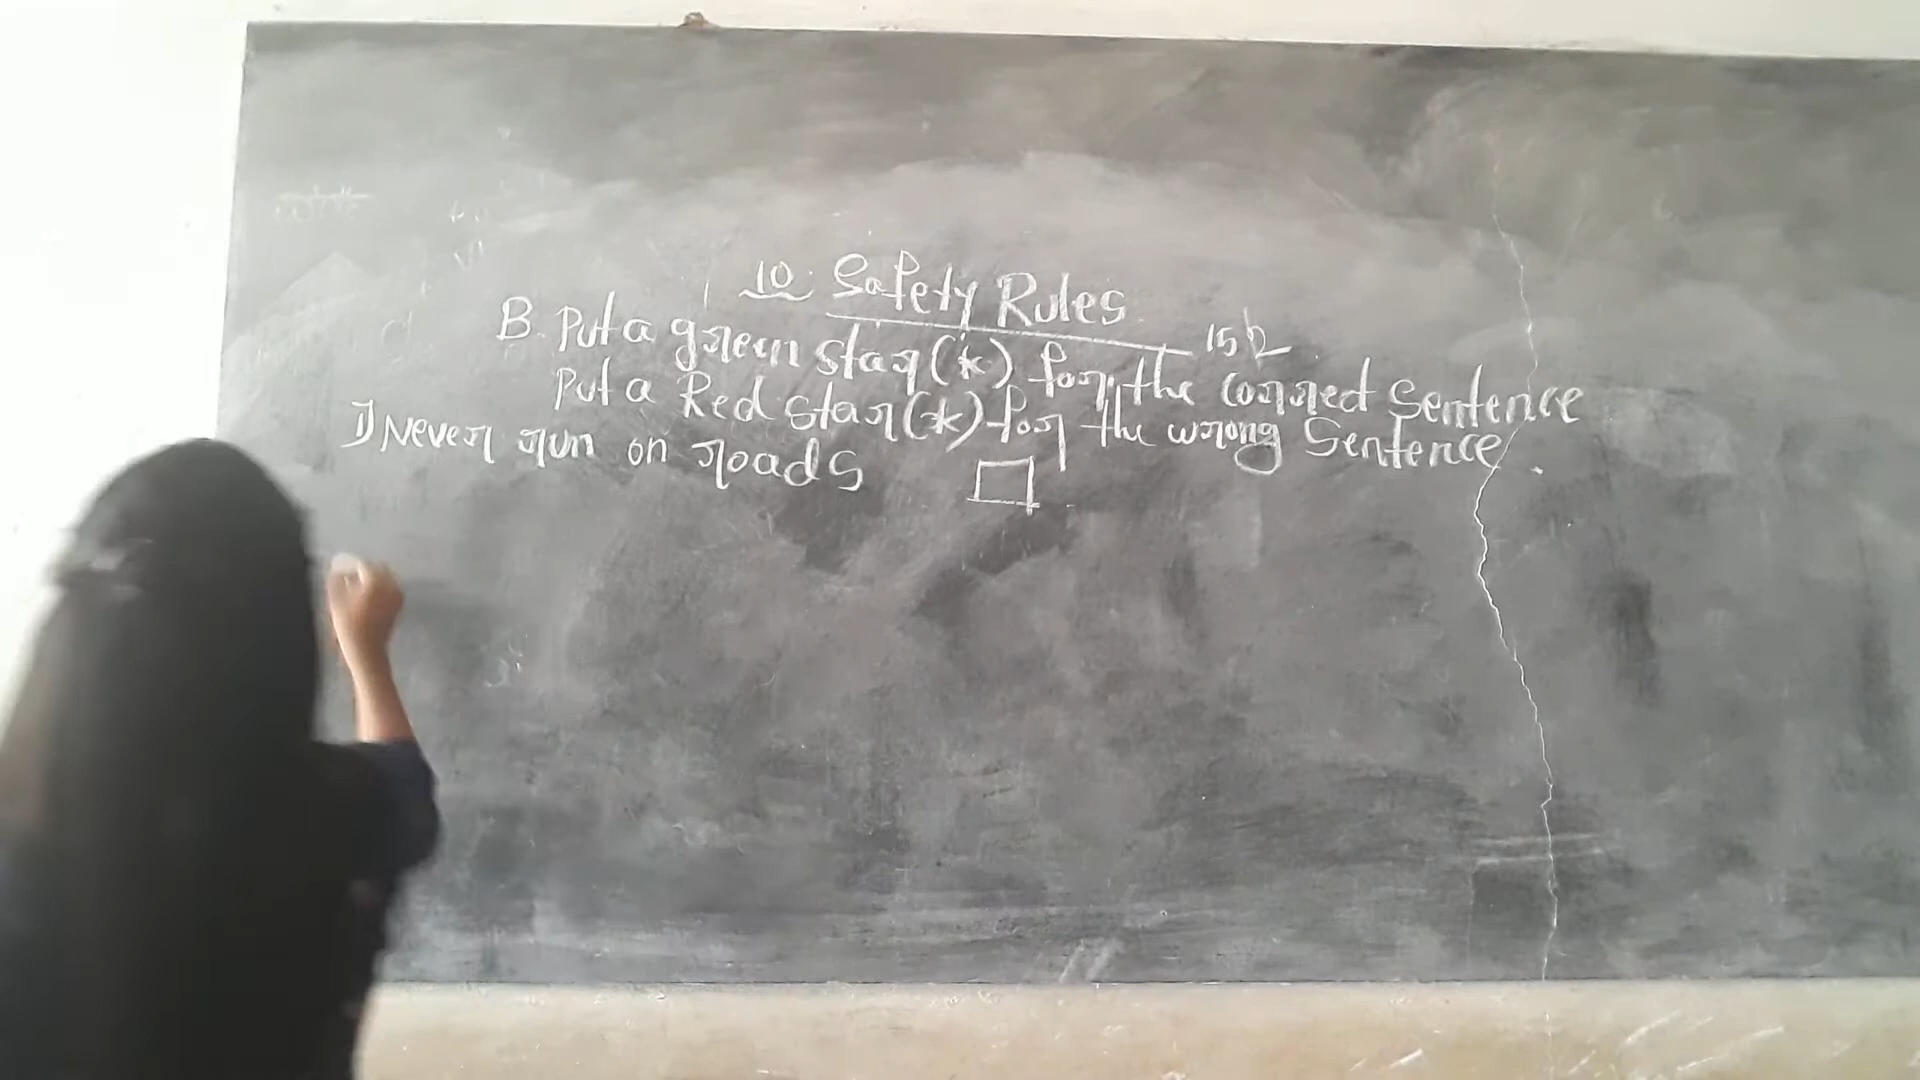 10. Safety Rules
B. Put a green star (*) for the correct Sentence
Put a Red star (*) for the wrong Sentence.
1) Never run on roads